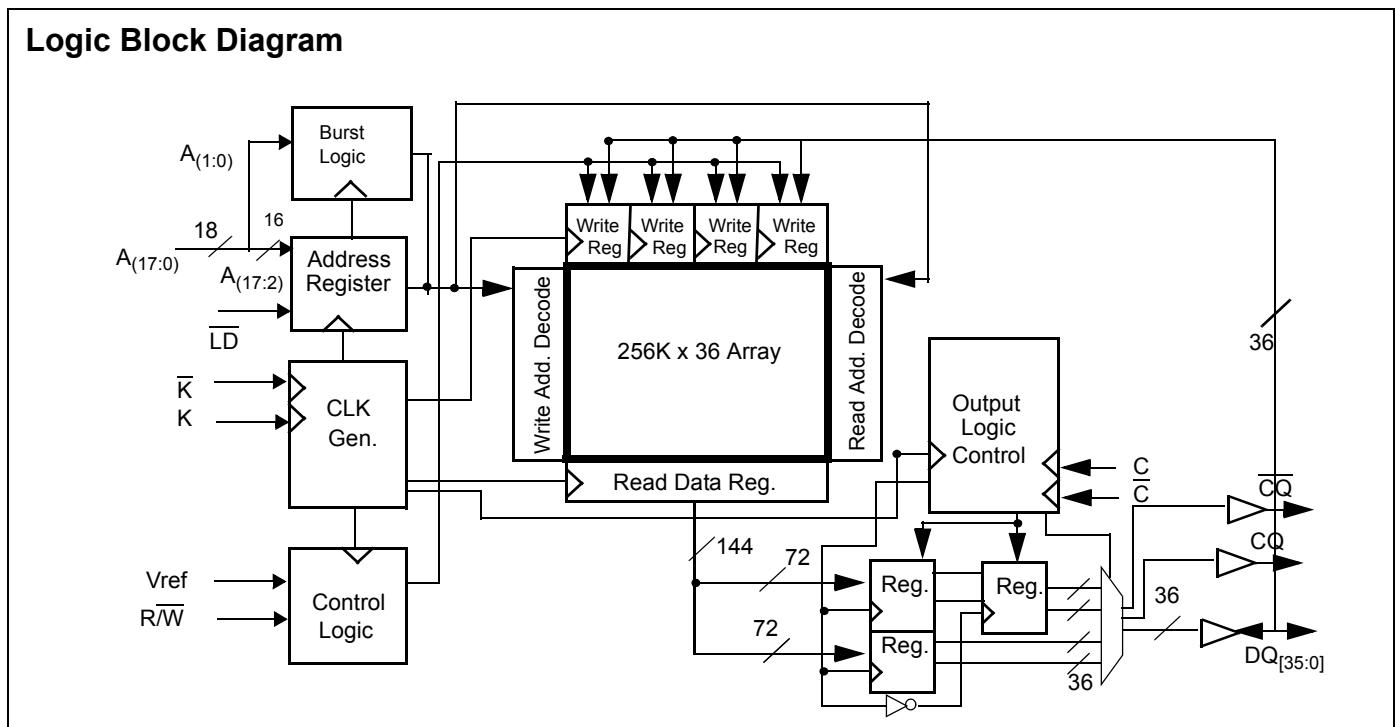 Logic Block Diagram
A(1:0)
Burst
Logic
18
16
A(17:0)
A(17:2)
Address
Register
LD
K
K
CLK
Gen.
Vref
R/W
Control
Logic
Write
Reg
Write
Reg
Write
Reg
Write
Reg
Write Add. Decode
256K x 36 Array
Read Add. Decode
Read Data Reg.
36
Output
Logic
Control
C
C
CQ
CQ
144
72
72
Reg.
Reg.
Reg.
36
36
DQ[35:0]